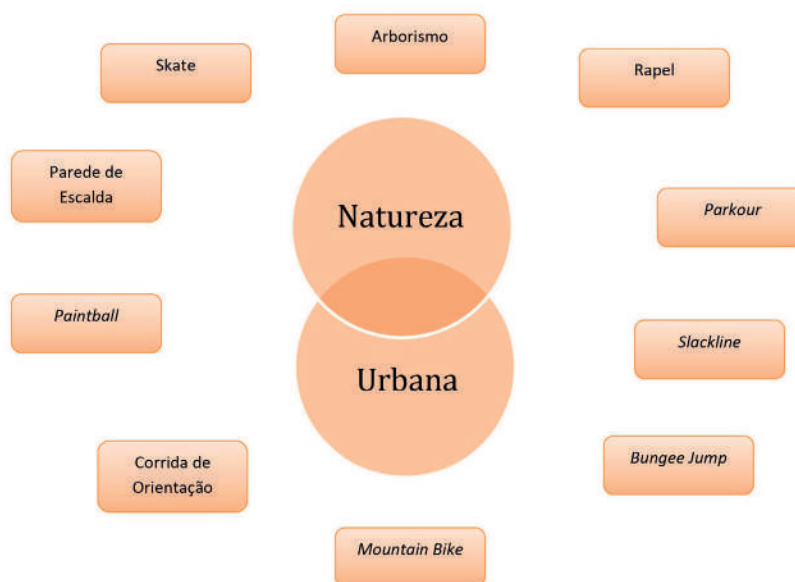 Arborismo
Skate
Rapel
Parede de
Escalda
Natureza
Parkour
Paintball
Slackline
Urbana
Bungee Jump
Corrida de
Orientação
Mountain Bike